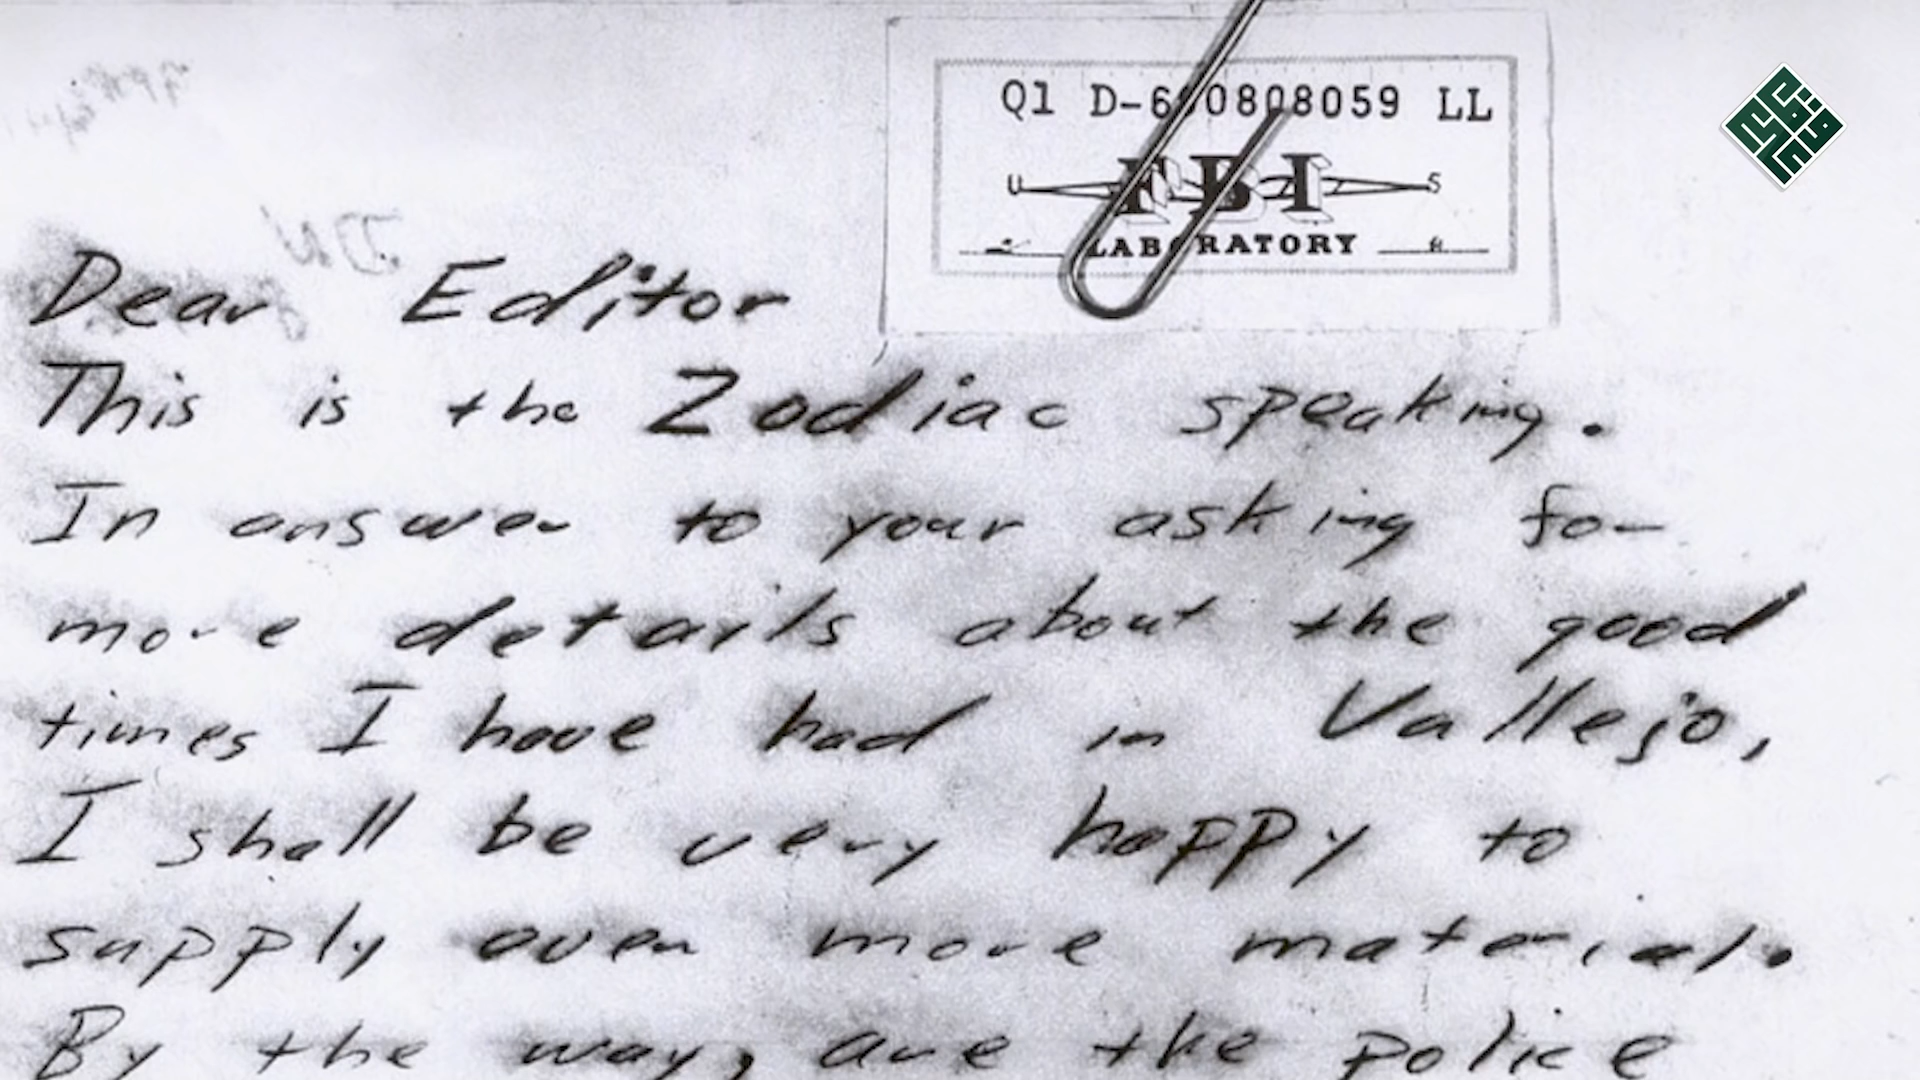 Q1 D-690808059 LL
U FBI S
LABORATORY
Dear Editor
This is the Zodiac speaking.
In answer to your asking for
more details about the good
times I have had in Vallejo,
I shall be very happy to
supply even more material.
By the way, are the police